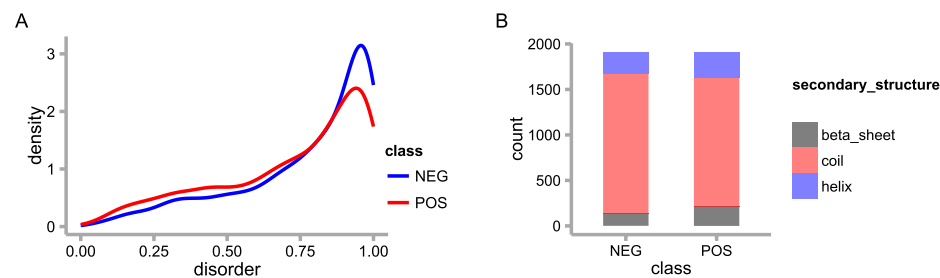 A
density
3
2
1
0
0.00 0.25 0.50 0.75 1.00
disorder
class
NEG
POS
B
count
2000
1500
1000
500
0
NEG POS
class
secondary_structure
beta_sheet
coil
helix